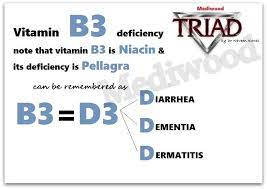 Mediwood
TRIAD
Vitamin B3 deficiency
note that vitamin B3 is Niacin &
its deficiency is Pellagra
Mediwood
can be remembered as
B3=D3
DIARRHEA
DEMENTIA
DERMATITIS